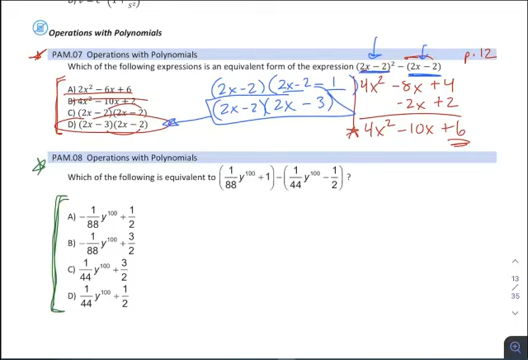 Operations with Polynomials
PAM.07 Operations with Polynomials
p. 12
Which of the following expressions is an equivalent form of the expression (2x – 2)² – (2x – 2)
A) 2x² – 6x + 6
B) 4x² – 10x + 2
C) (2x – 2)(2x – 2)
D) (2x – 3)(2x – 2)
(2x-2)(2x-2-1)
(2x-2)(2x-3)
4x² -8x +4
-2x +2
4x² -10x +6
PAM.08 Operations with Polynomials
Which of the following is equivalent to (1/88 y¹⁰⁰ + 1) – (1/44 y¹⁰⁰ – 1/2) ?
A) –1/88 y¹⁰⁰ + 1/2
B) –1/88 y¹⁰⁰ + 3/2
C) 1/44 y¹⁰⁰ + 3/2
D) 1/44 y¹⁰⁰ + 1/2
13
/
35